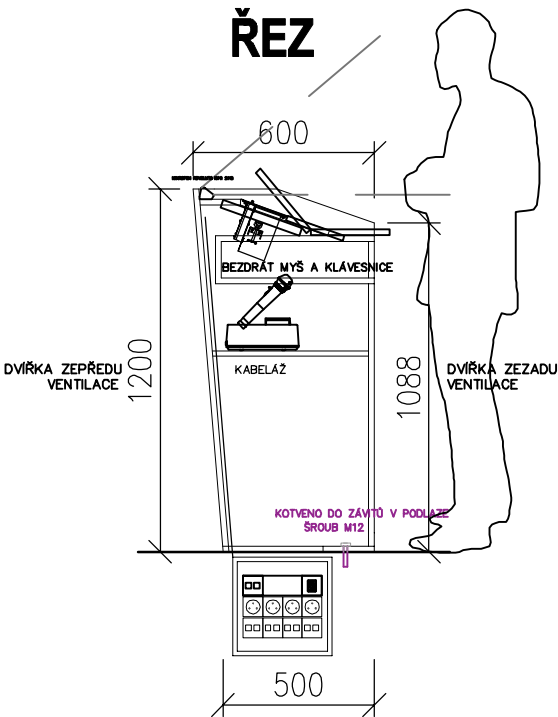 ŘEZ
600
BEZDRÁT MYŠ A KLÁVESNICE
KABELÁŽ
DVÍŘKA ZEPŘEDU
VENTILACE
1200
1088
DVÍŘKA ZEZADU
VENTILACE
KOTVENO DO ZÁVITŮ V PODLAZE
ŠROUB M12
500